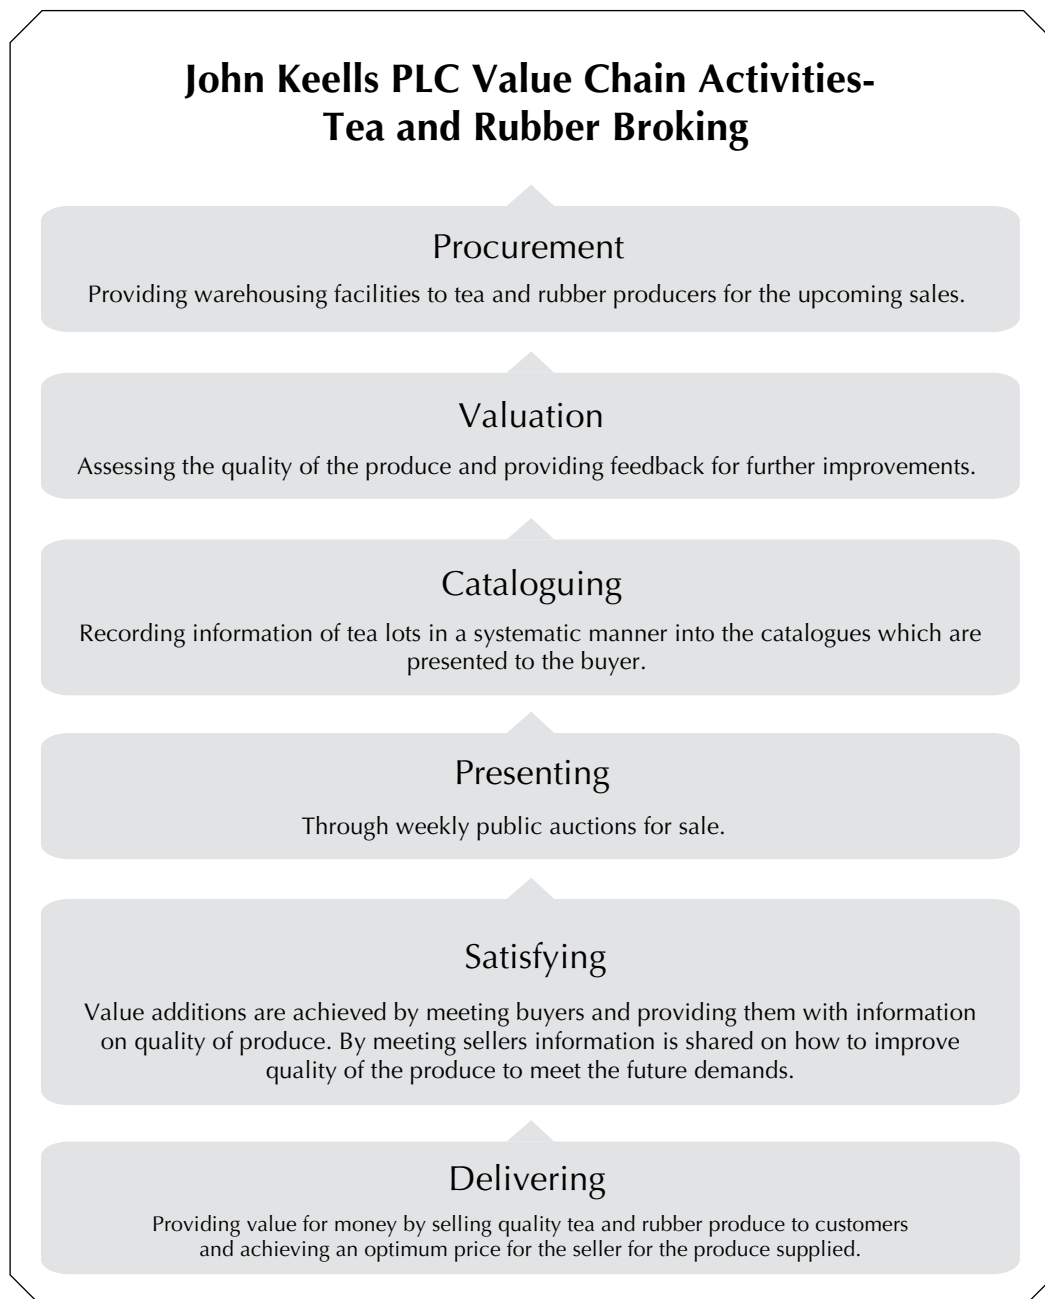 John Keells PLC Value Chain Activities-
Tea and Rubber Broking
Procurement
Providing warehousing facilities to tea and rubber producers for the upcoming sales.
Valuation
Assessing the quality of the produce and providing feedback for further improvements.
Cataloguing
Recording information of tea lots in a systematic manner into the catalogues which are
presented to the buyer.
Presenting
Through weekly public auctions for sale.
Satisfying
Value additions are achieved by meeting buyers and providing them with information
on quality of produce. By meeting sellers information is shared on how to improve
quality of the produce to meet the future demands.
Delivering
Providing value for money by selling quality tea and rubber produce to customers
and achieving an optimum price for the seller for the produce supplied.